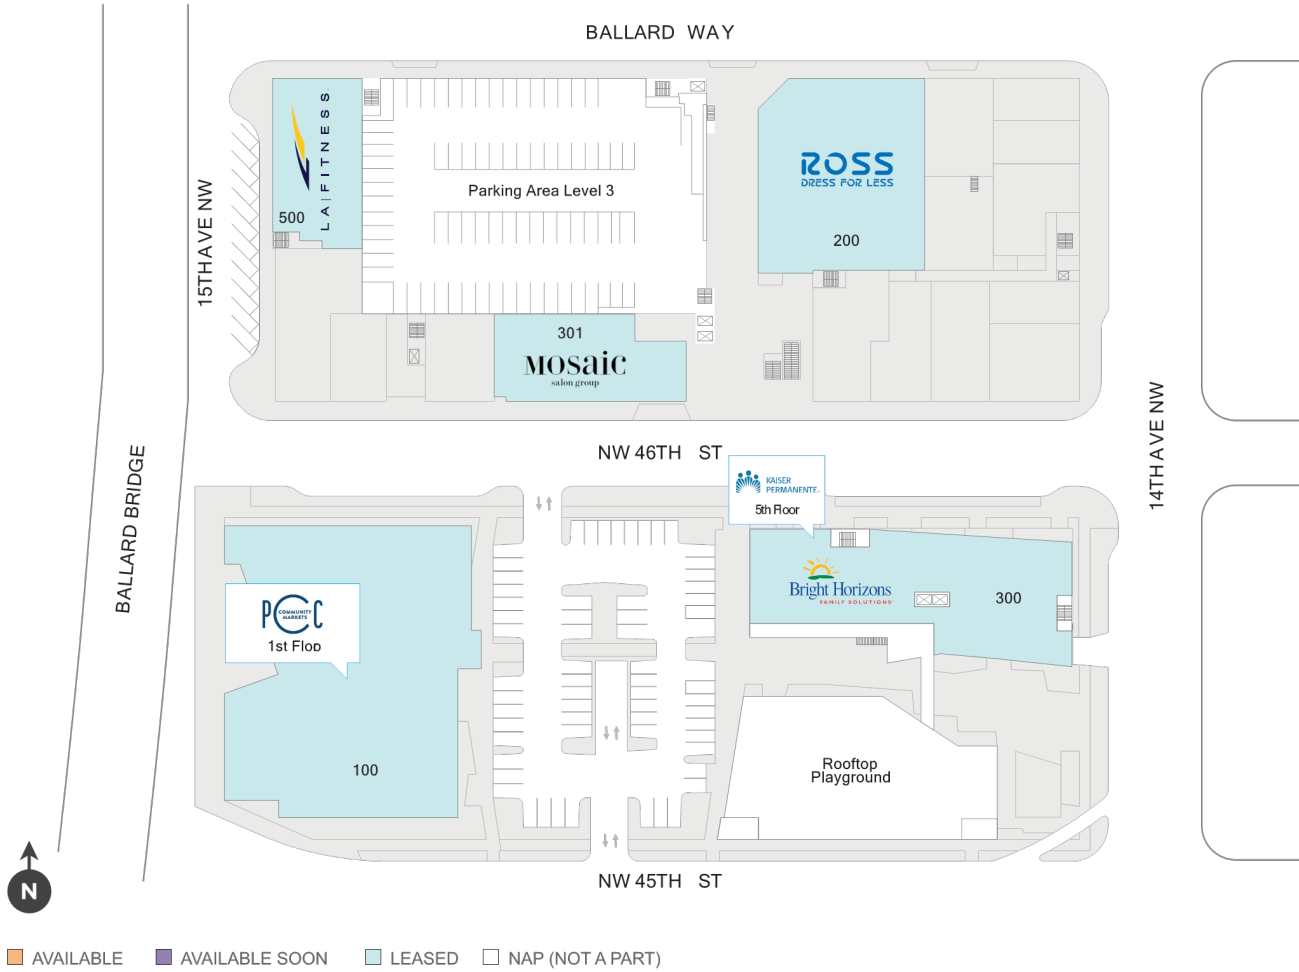 BALLARD WAY
LA|FITNESS
500
Parking Area Level 3
ROSS
DRESS FOR LESS
200
15TH AVE NW
301
MOSAIC
salon group
NW 46TH ST
14TH AVE NW
BALLARD BRIDGE
KAISER
PERMANENTE
5th Floor
Bright Horizons
FAMILY SOLUTIONS
300
PCC
COMMUNITY
MARKETS
1st Floo
100
Rooftop
Playground
NW 45TH ST
N
AVAILABLE
AVAILABLE SOON
LEASED
NAP (NOT A PART)